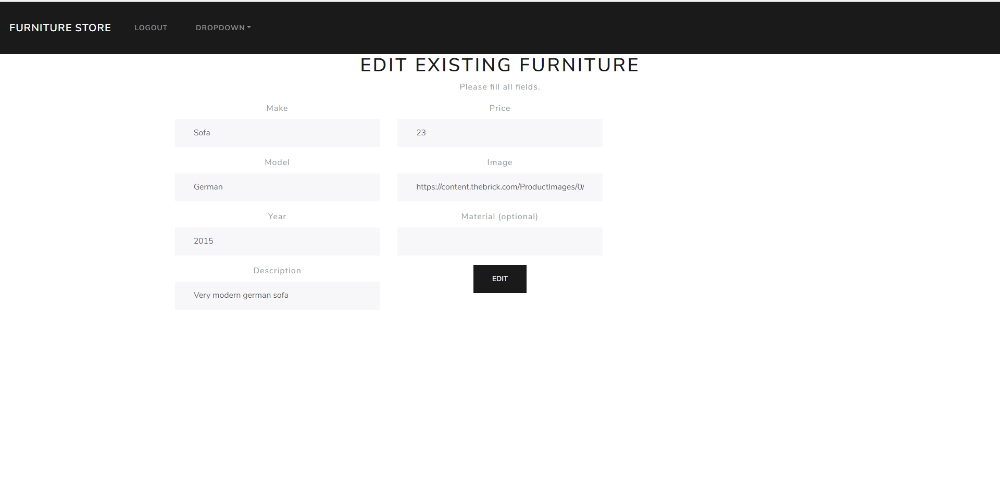 FURNITURE STORE LOGOUT DROPDOWN
EDIT EXISTING FURNITURE
Please fill all fields.
Make
Sofa
Model
German
Year
2015
Description
Very modern german sofa
Price
23
Image
https://content.thebrick.com/ProductImages/0/
Material (optional)
EDIT